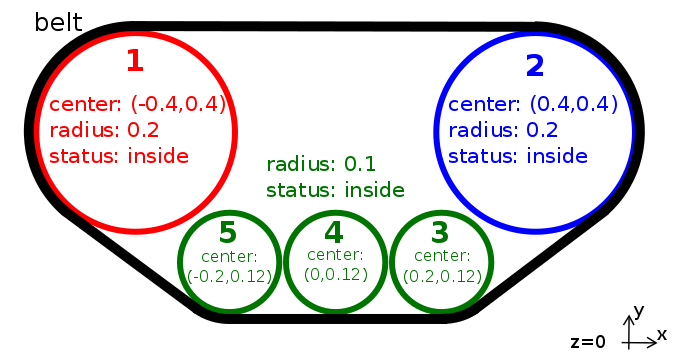 belt
1
center: (-0.4,0.4)
radius: 0.2
status: inside
2
center: (0.4,0.4)
radius: 0.2
status: inside
radius: 0.1
status: inside
5
center:
(-0.2,0.12)
4
center:
(0,0.12)
3
center:
(0.2,0.12)
y
x
z=0